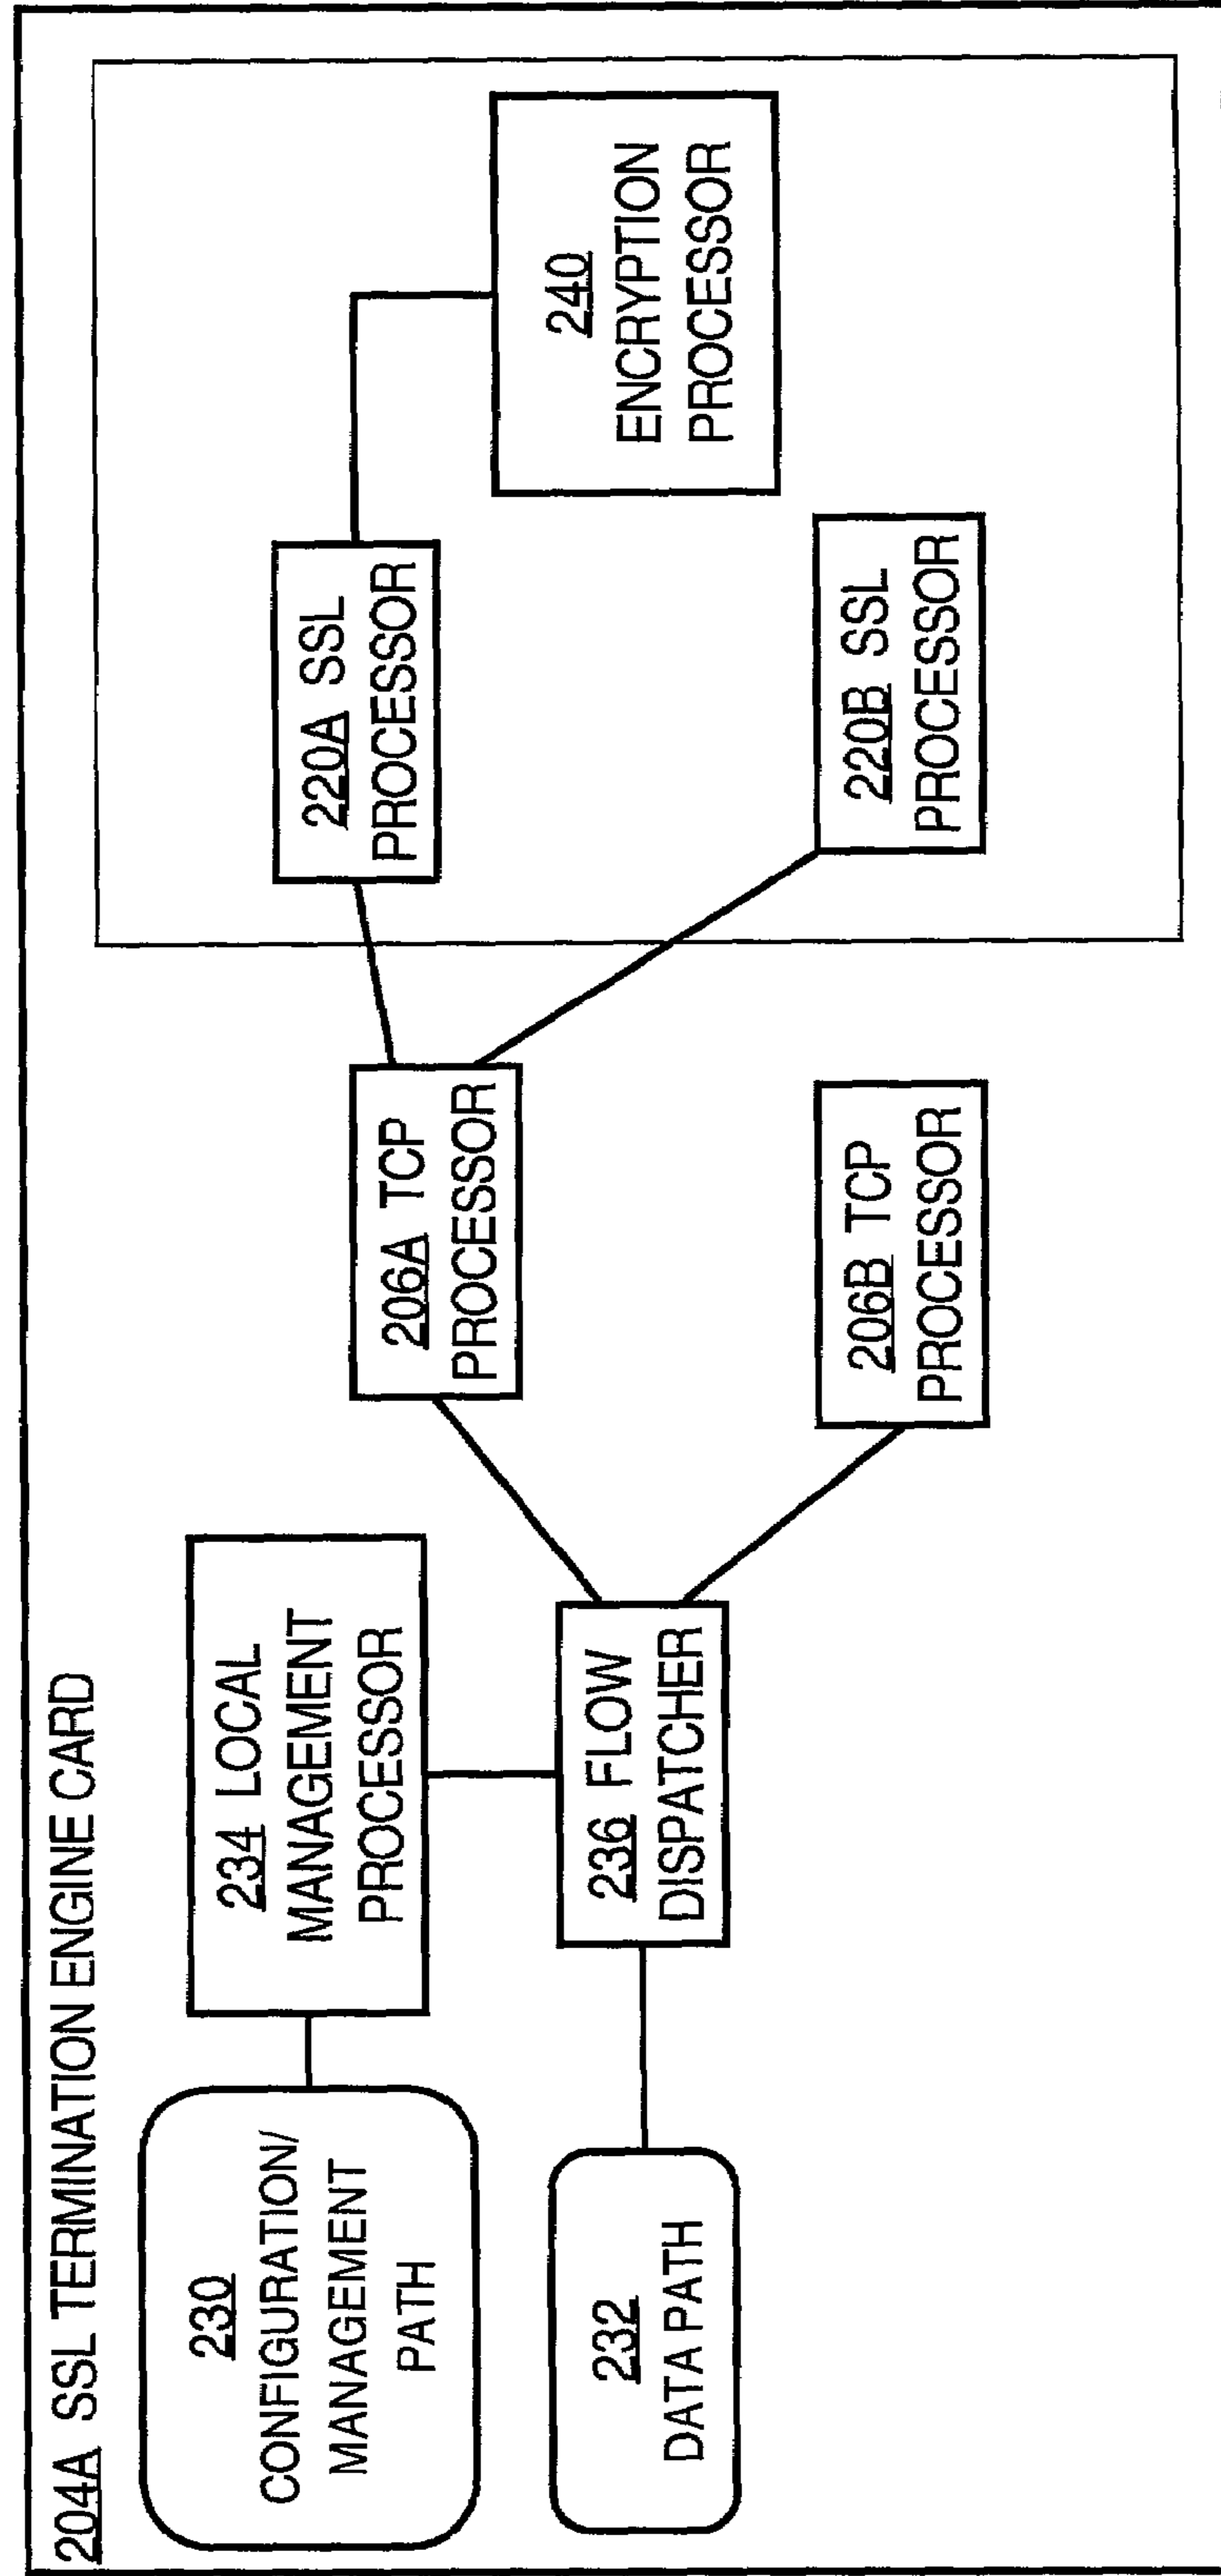 204A SSL TERMINATION ENGINE CARD
230
CONFIGURATION/
MANAGEMENT
PATH
234 LOCAL
MANAGEMENT
PROCESSOR
232
DATA PATH
236 FLOW
DISPATCHER
206A TCP
PROCESSOR
206B TCP
PROCESSOR
220A SSL
PROCESSOR
220B SSL
PROCESSOR
240
ENCRYPTION
PROCESSOR